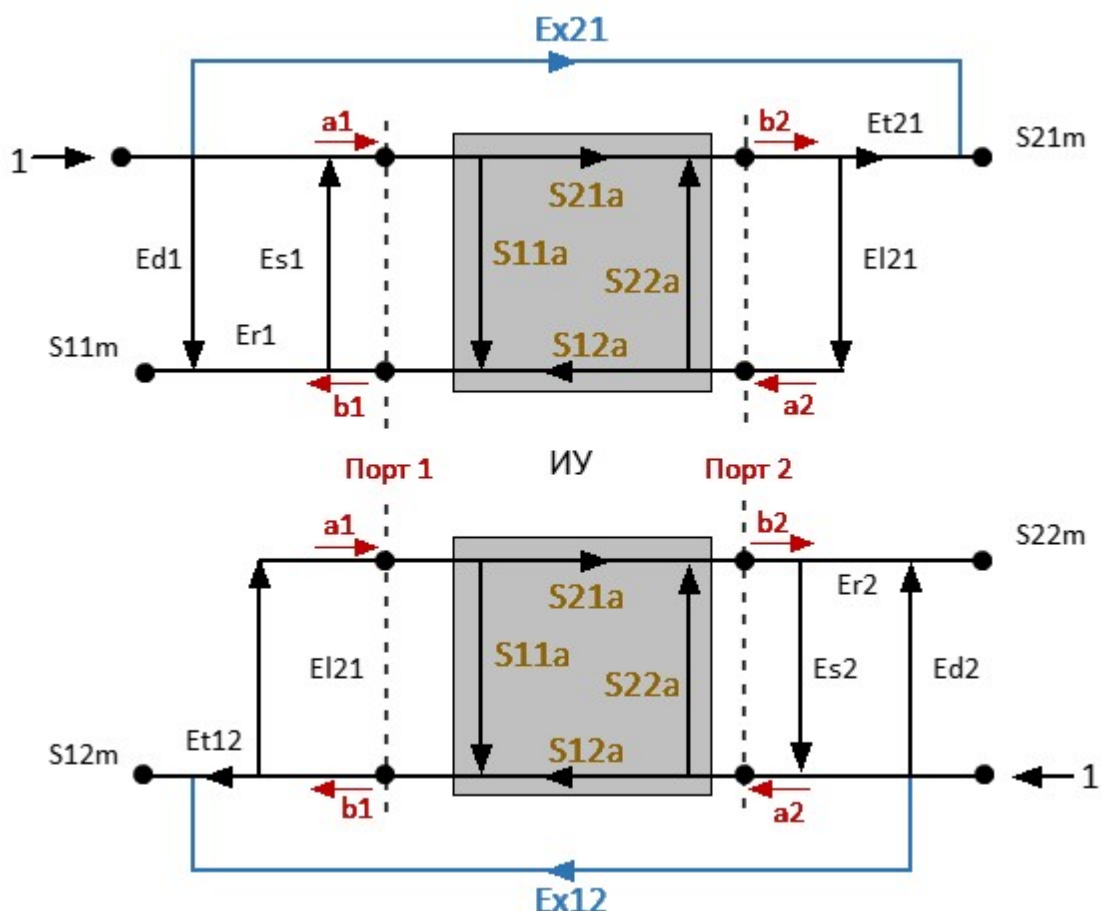 Ex21
a1
b2
Et21
S21m
1
S21a
Ed1
Es1
S11a
S22a
El21
Er1
S12a
S11m
b1
a2
Порт 1
ИУ
Порт 2
a1
b2
S22m
S21a
Er2
S11a
El21
S22a
Es2
Ed2
Et12
S12a
S12m
b1
a2
1
Ex12